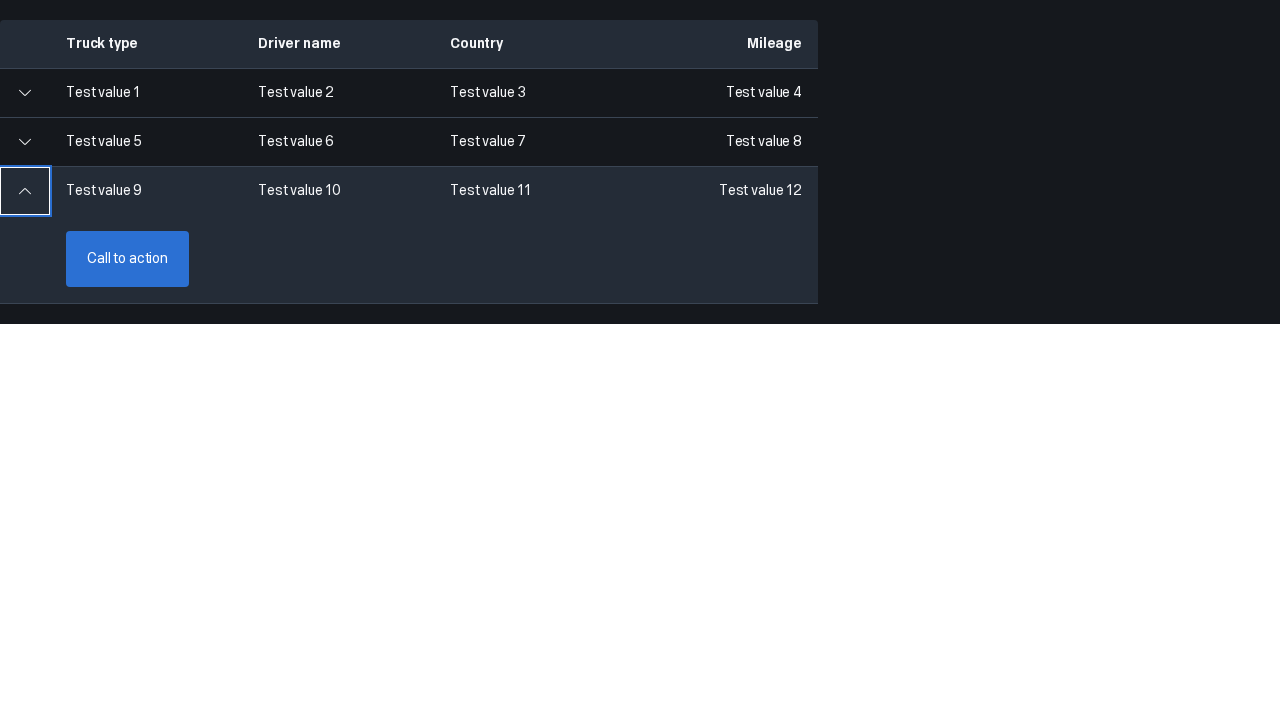 Truck type Driver name Country Mileage
Test value 1 Test value 2 Test value 3 Test value 4
Test value 5 Test value 6 Test value 7 Test value 8
Test value 9 Test value 10 Test value 11 Test value 12
Call to action